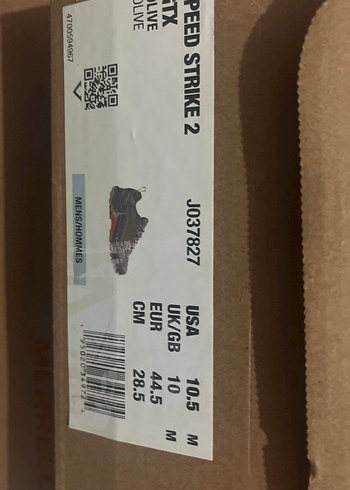 PEED STRIKE 2
GTX
OLIVE
OLIVE
4700594967
J037827
MENS/HOMMES
USA 10.5 M
UK/GB 10 M
EUR 44.5
CM 28.5